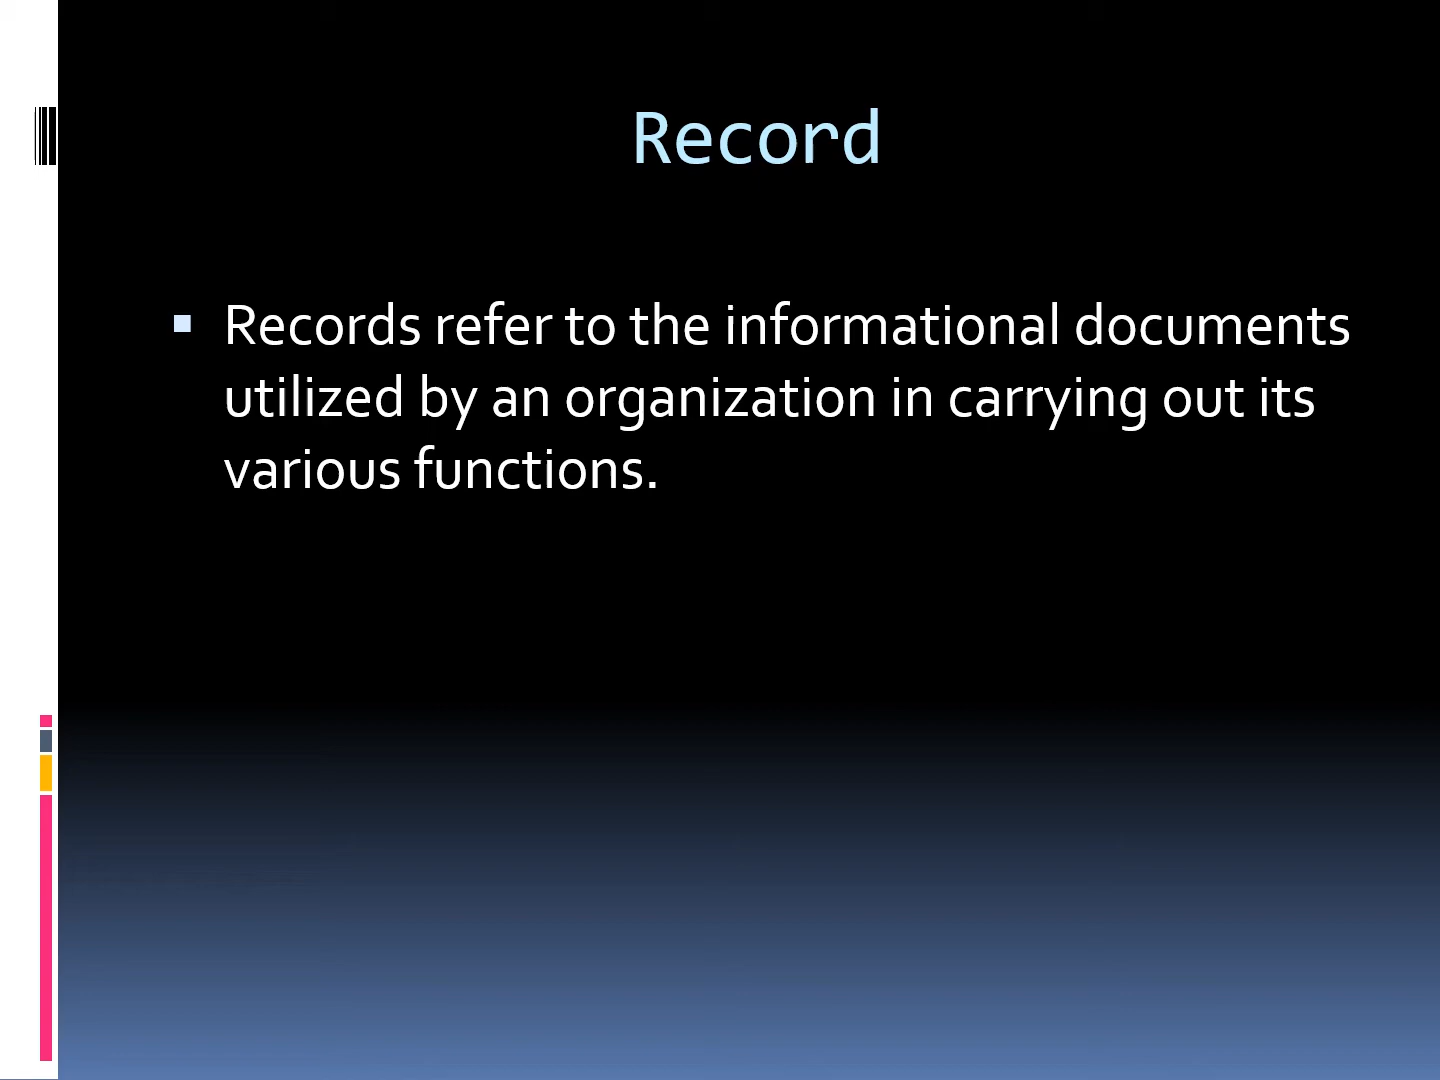 Record
Records refer to the informational documents
utilized by an organization in carrying out its
various functions.